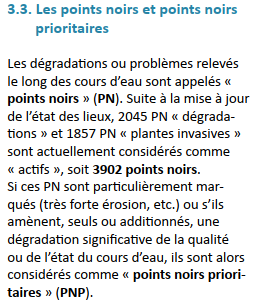 3.3. Les points noirs et points noirs
prioritaires
Les dégradations ou problèmes relevés
le long des cours d'eau sont appelés «
points noirs » (PN). Suite à la mise à jour
de l'état des lieux, 2045 PN « dégrada-
tions » et 1857 PN « plantes invasives »
sont actuellement considérés comme
« actifs », soit 3902 points noirs.
Si ces PN sont particulièrement mar-
qués (très forte érosion, etc.) ou s'ils
amènent, seuls ou additionnés, une
dégradation significative de la qualité
ou de l'état du cours d'eau, ils sont alors
considérés comme « points noirs priori-
taires » (PNP).